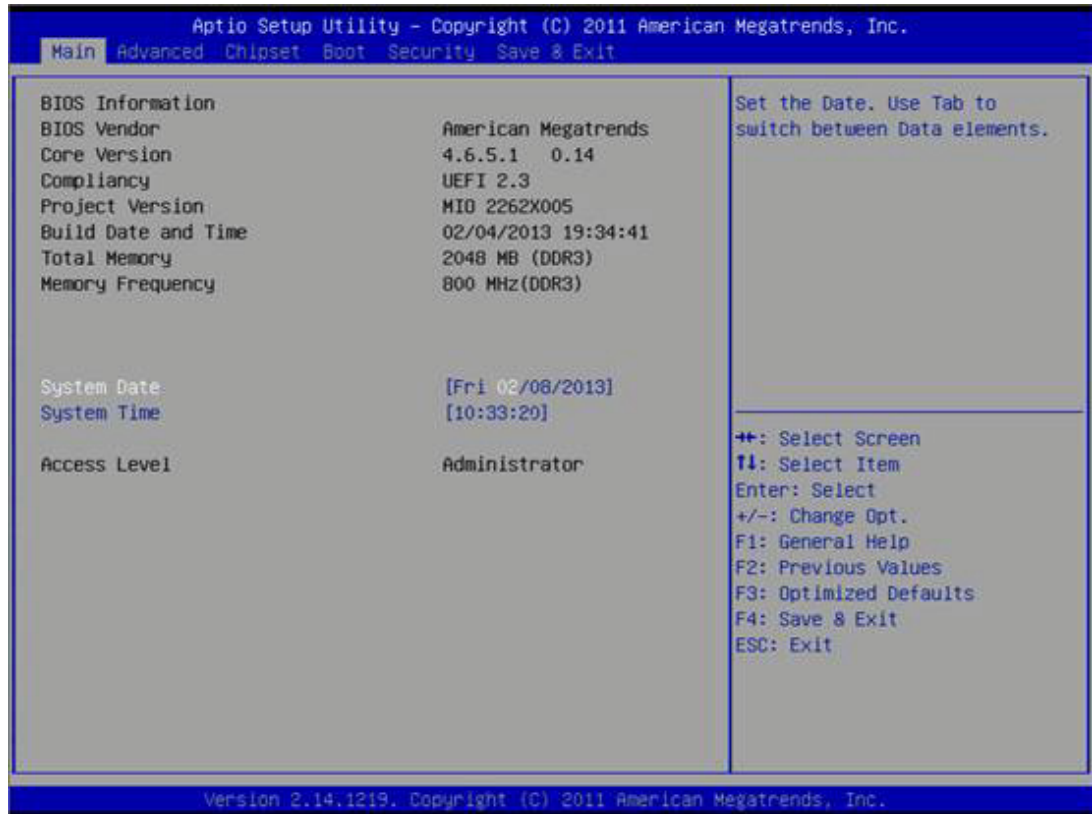 Aptio Setup Utility – Copyright (C) 2011 American Megatrends, Inc.
Main Advanced Chipset Boot Security Save & Exit
BIOS Information
BIOS Vendor American Megatrends
Core Version 4.6.5.1 0.14
Compliancy UEFI 2.3
Project Version MIO 2262X005
Build Date and Time 02/04/2013 19:34:41
Total Memory 2048 MB (DDR3)
Memory Frequency 800 MHz(DDR3)
System Date [Fri 02/08/2013]
System Time [10:33:20]
Access Level Administrator
Set the Date. Use Tab to
switch between Data elements.
→←: Select Screen
↑↓: Select Item
Enter: Select
+/-: Change Opt.
F1: General Help
F2: Previous Values
F3: Optimized Defaults
F4: Save & Exit
ESC: Exit
Version 2.14.1219. Copyright (C) 2011 American Megatrends, Inc.